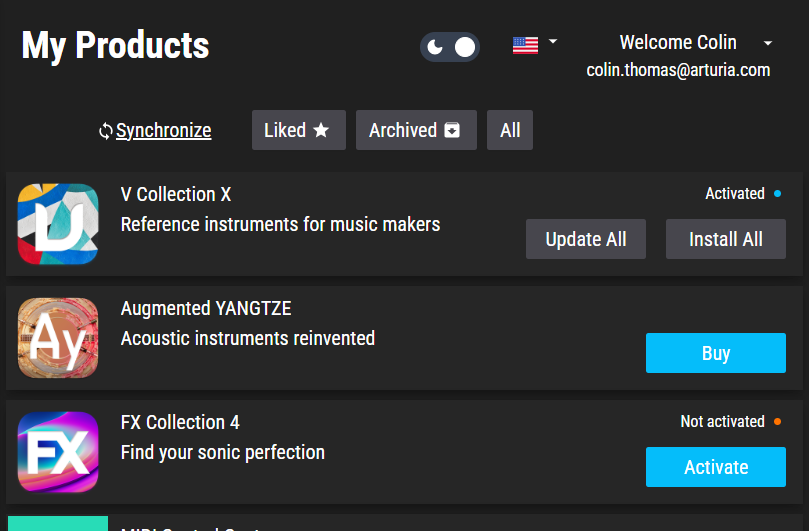 My Products
Welcome Colin
colin.thomas@arturia.com
Synchronize
Liked
Archived
All
V Collection X
Activated
Reference instruments for music makers
Update All
Install All
Ay
Augmented YANGTZE
Acoustic instruments reinvented
Buy
FX
FX Collection 4
Not activated
Find your sonic perfection
Activate